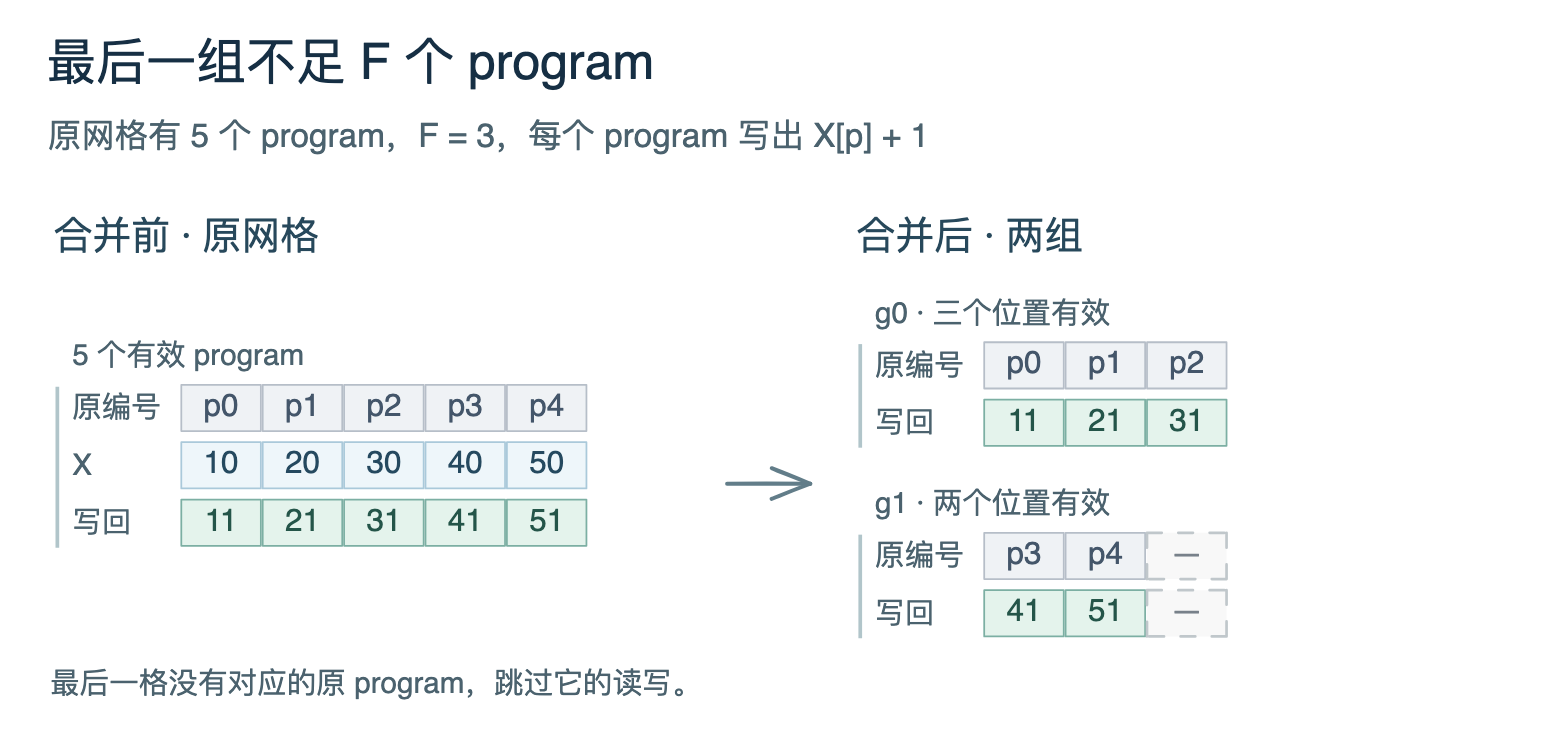 最后一组不足 F 个 program
原网格有 5 个 program，F = 3，每个 program 写出 X[p] + 1
合并前 · 原网格
5 个有效 program
原编号 p0 p1 p2 p3 p4
X 10 20 30 40 50
写回 11 21 31 41 51
合并后 · 两组
g0 · 三个位置有效
原编号 p0 p1 p2
写回 11 21 31
g1 · 两个位置有效
原编号 p3 p4 —
写回 41 51 —
最后一格没有对应的原 program，跳过它的读写。